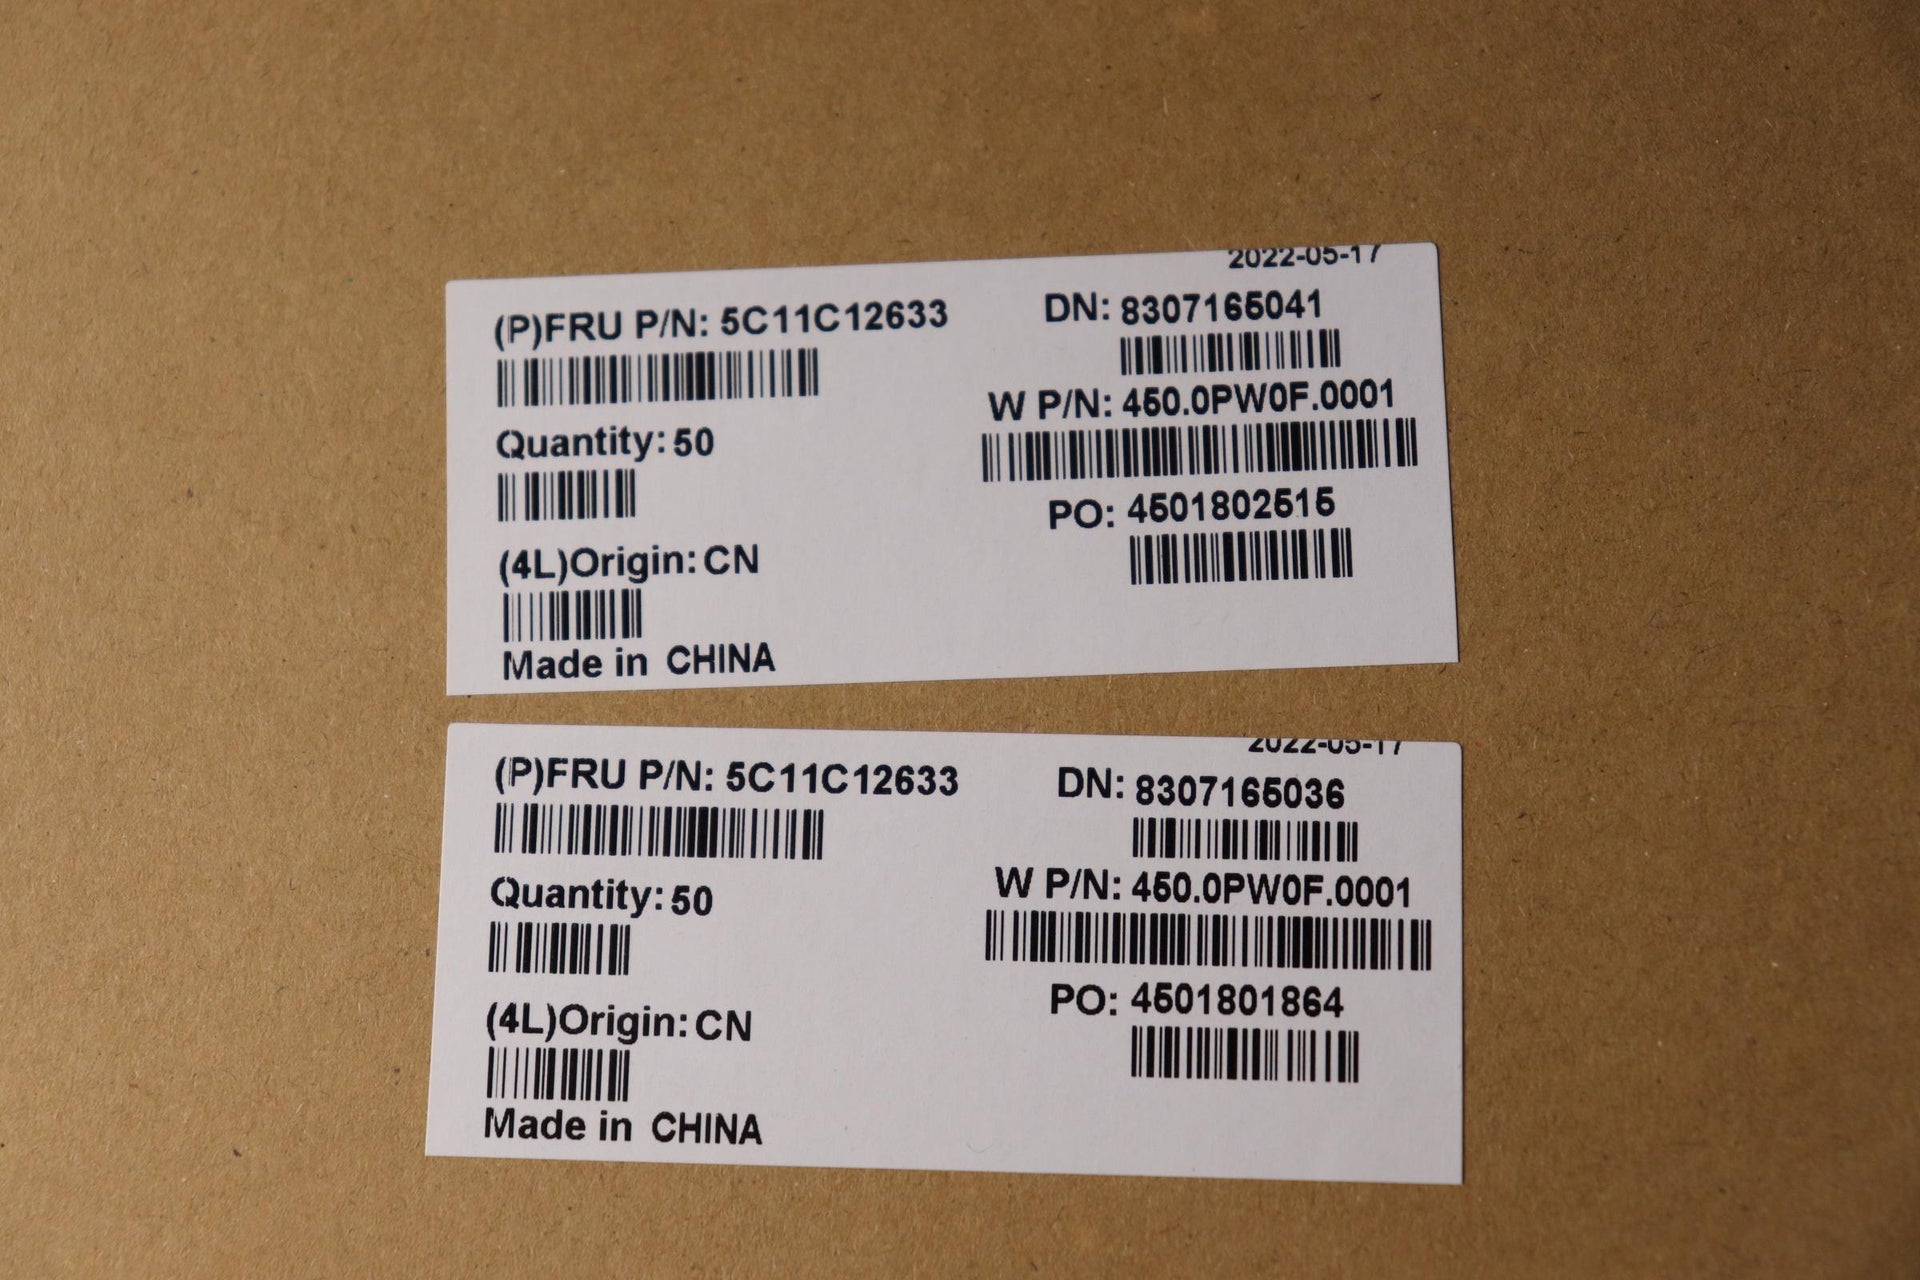 2022-05-17
(P)FRU P/N: 5C11C12633
DN: 8307165041
W P/N: 450.0PW0F.0001
Quantity: 50
PO: 4501802515
(4L)Origin: CN
Made in CHINA
2022-05-17
(P)FRU P/N: 5C11C12633
DN: 8307165036
W P/N: 450.0PW0F.0001
Quantity: 50
PO: 4501801864
(4L)Origin: CN
Made in CHINA